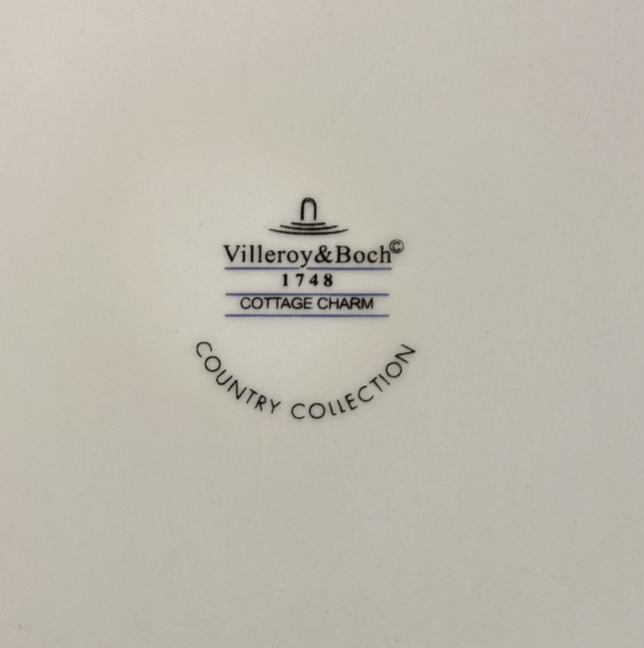 Villeroy&Boch©
1748
COTTAGE CHARM
COUNTRY COLLECTION